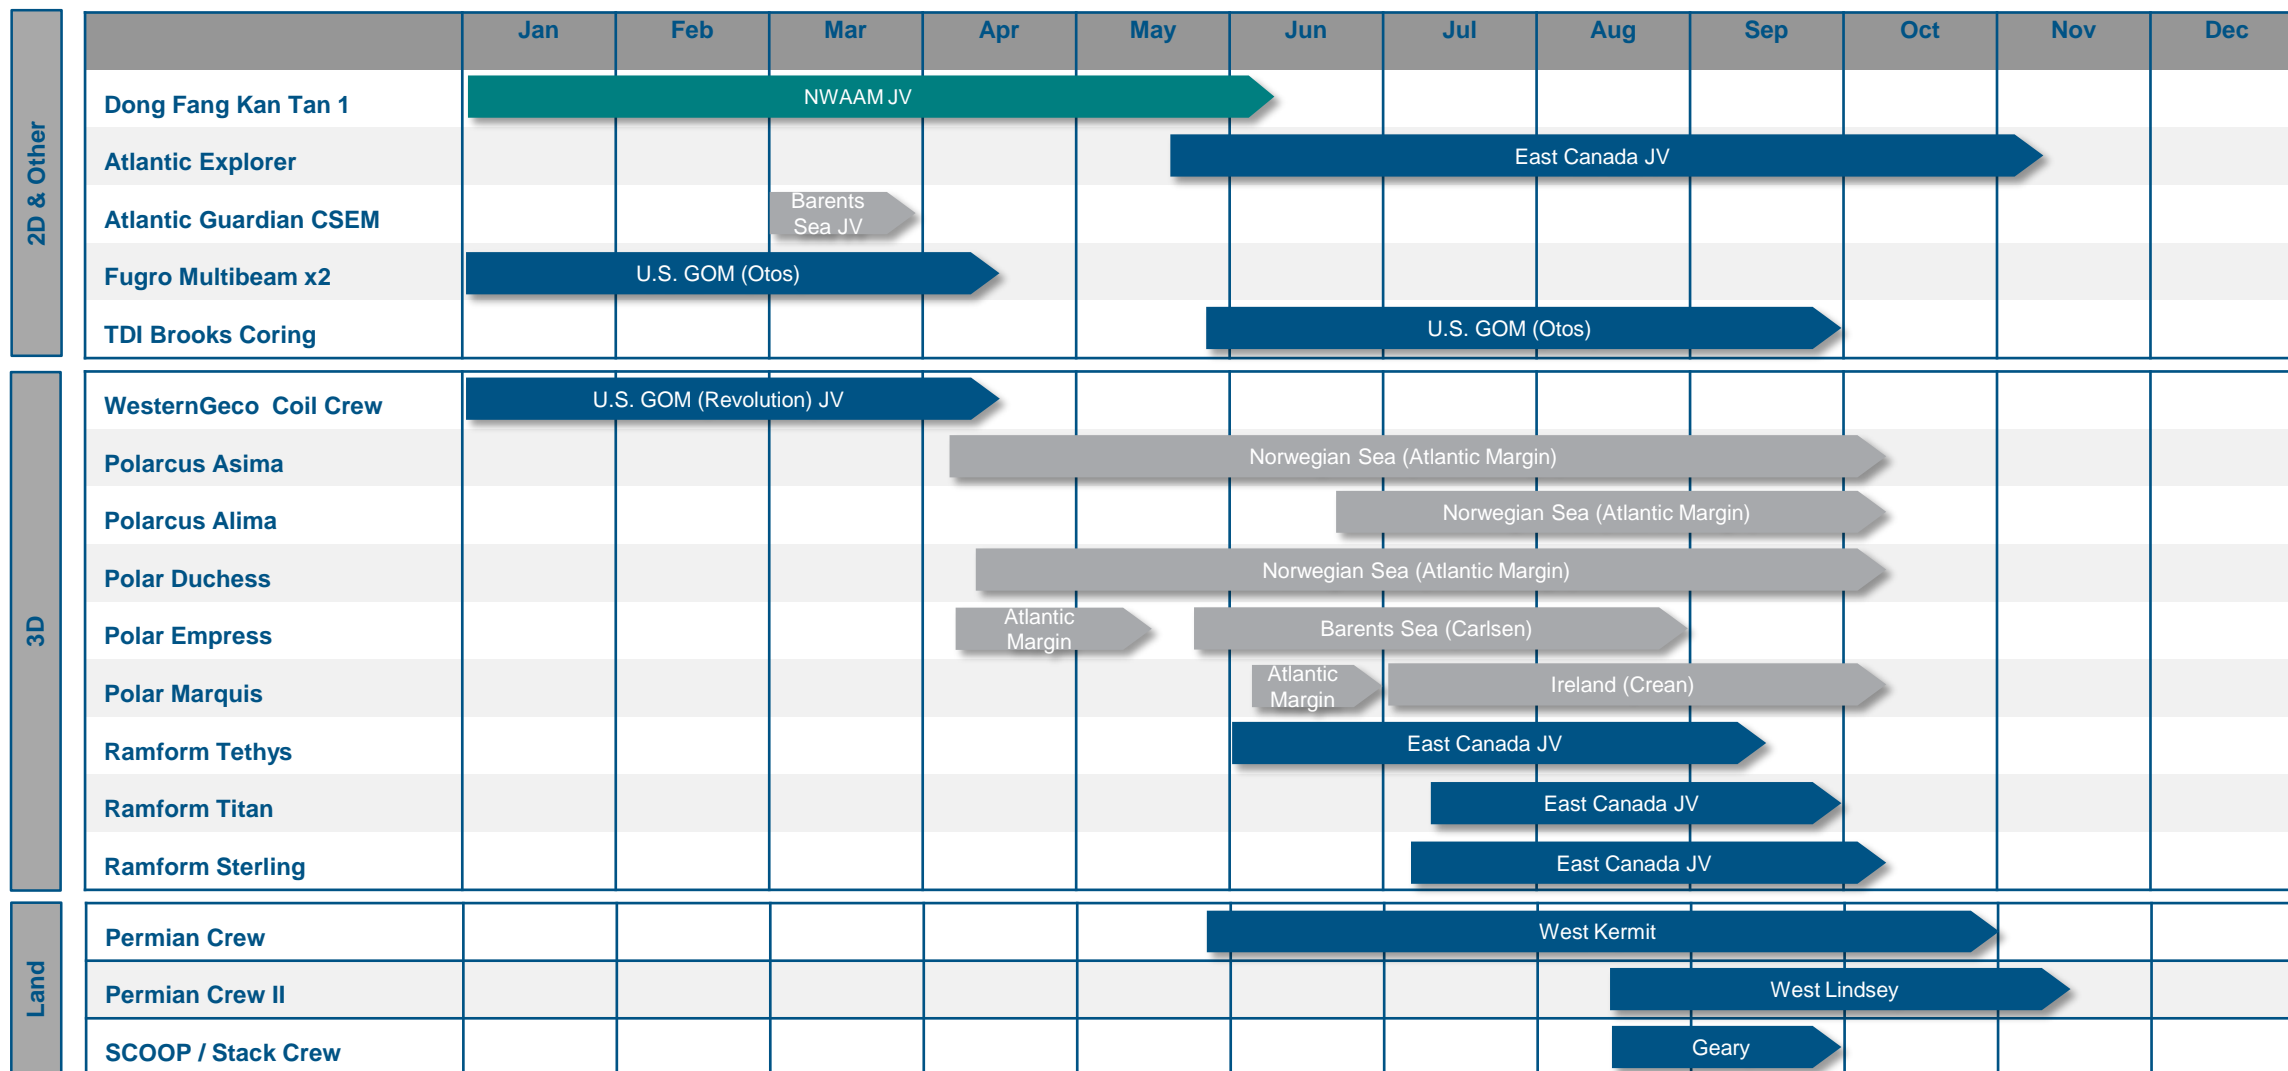 Jan Feb Mar Apr May Jun Jul Aug Sep Oct Nov Dec
2D & Other
Dong Fang Kan Tan 1 NWAAM JV
Atlantic Explorer East Canada JV
Atlantic Guardian CSEM Barents
Sea JV
Fugro Multibeam x2 U.S. GOM (Otos)
TDI Brooks Coring U.S. GOM (Otos)
3D
WesternGeco Coil Crew U.S. GOM (Revolution) JV
Polarcus Asima Norwegian Sea (Atlantic Margin)
Polarcus Alima Norwegian Sea (Atlantic Margin)
Polar Duchess Norwegian Sea (Atlantic Margin)
Polar Empress Atlantic
Margin Barents Sea (Carlsen)
Polar Marquis Atlantic
Margin Ireland (Crean)
Ramform Tethys East Canada JV
Ramform Titan East Canada JV
Ramform Sterling East Canada JV
Land
Permian Crew West Kermit
Permian Crew II West Lindsey
SCOOP / Stack Crew Geary